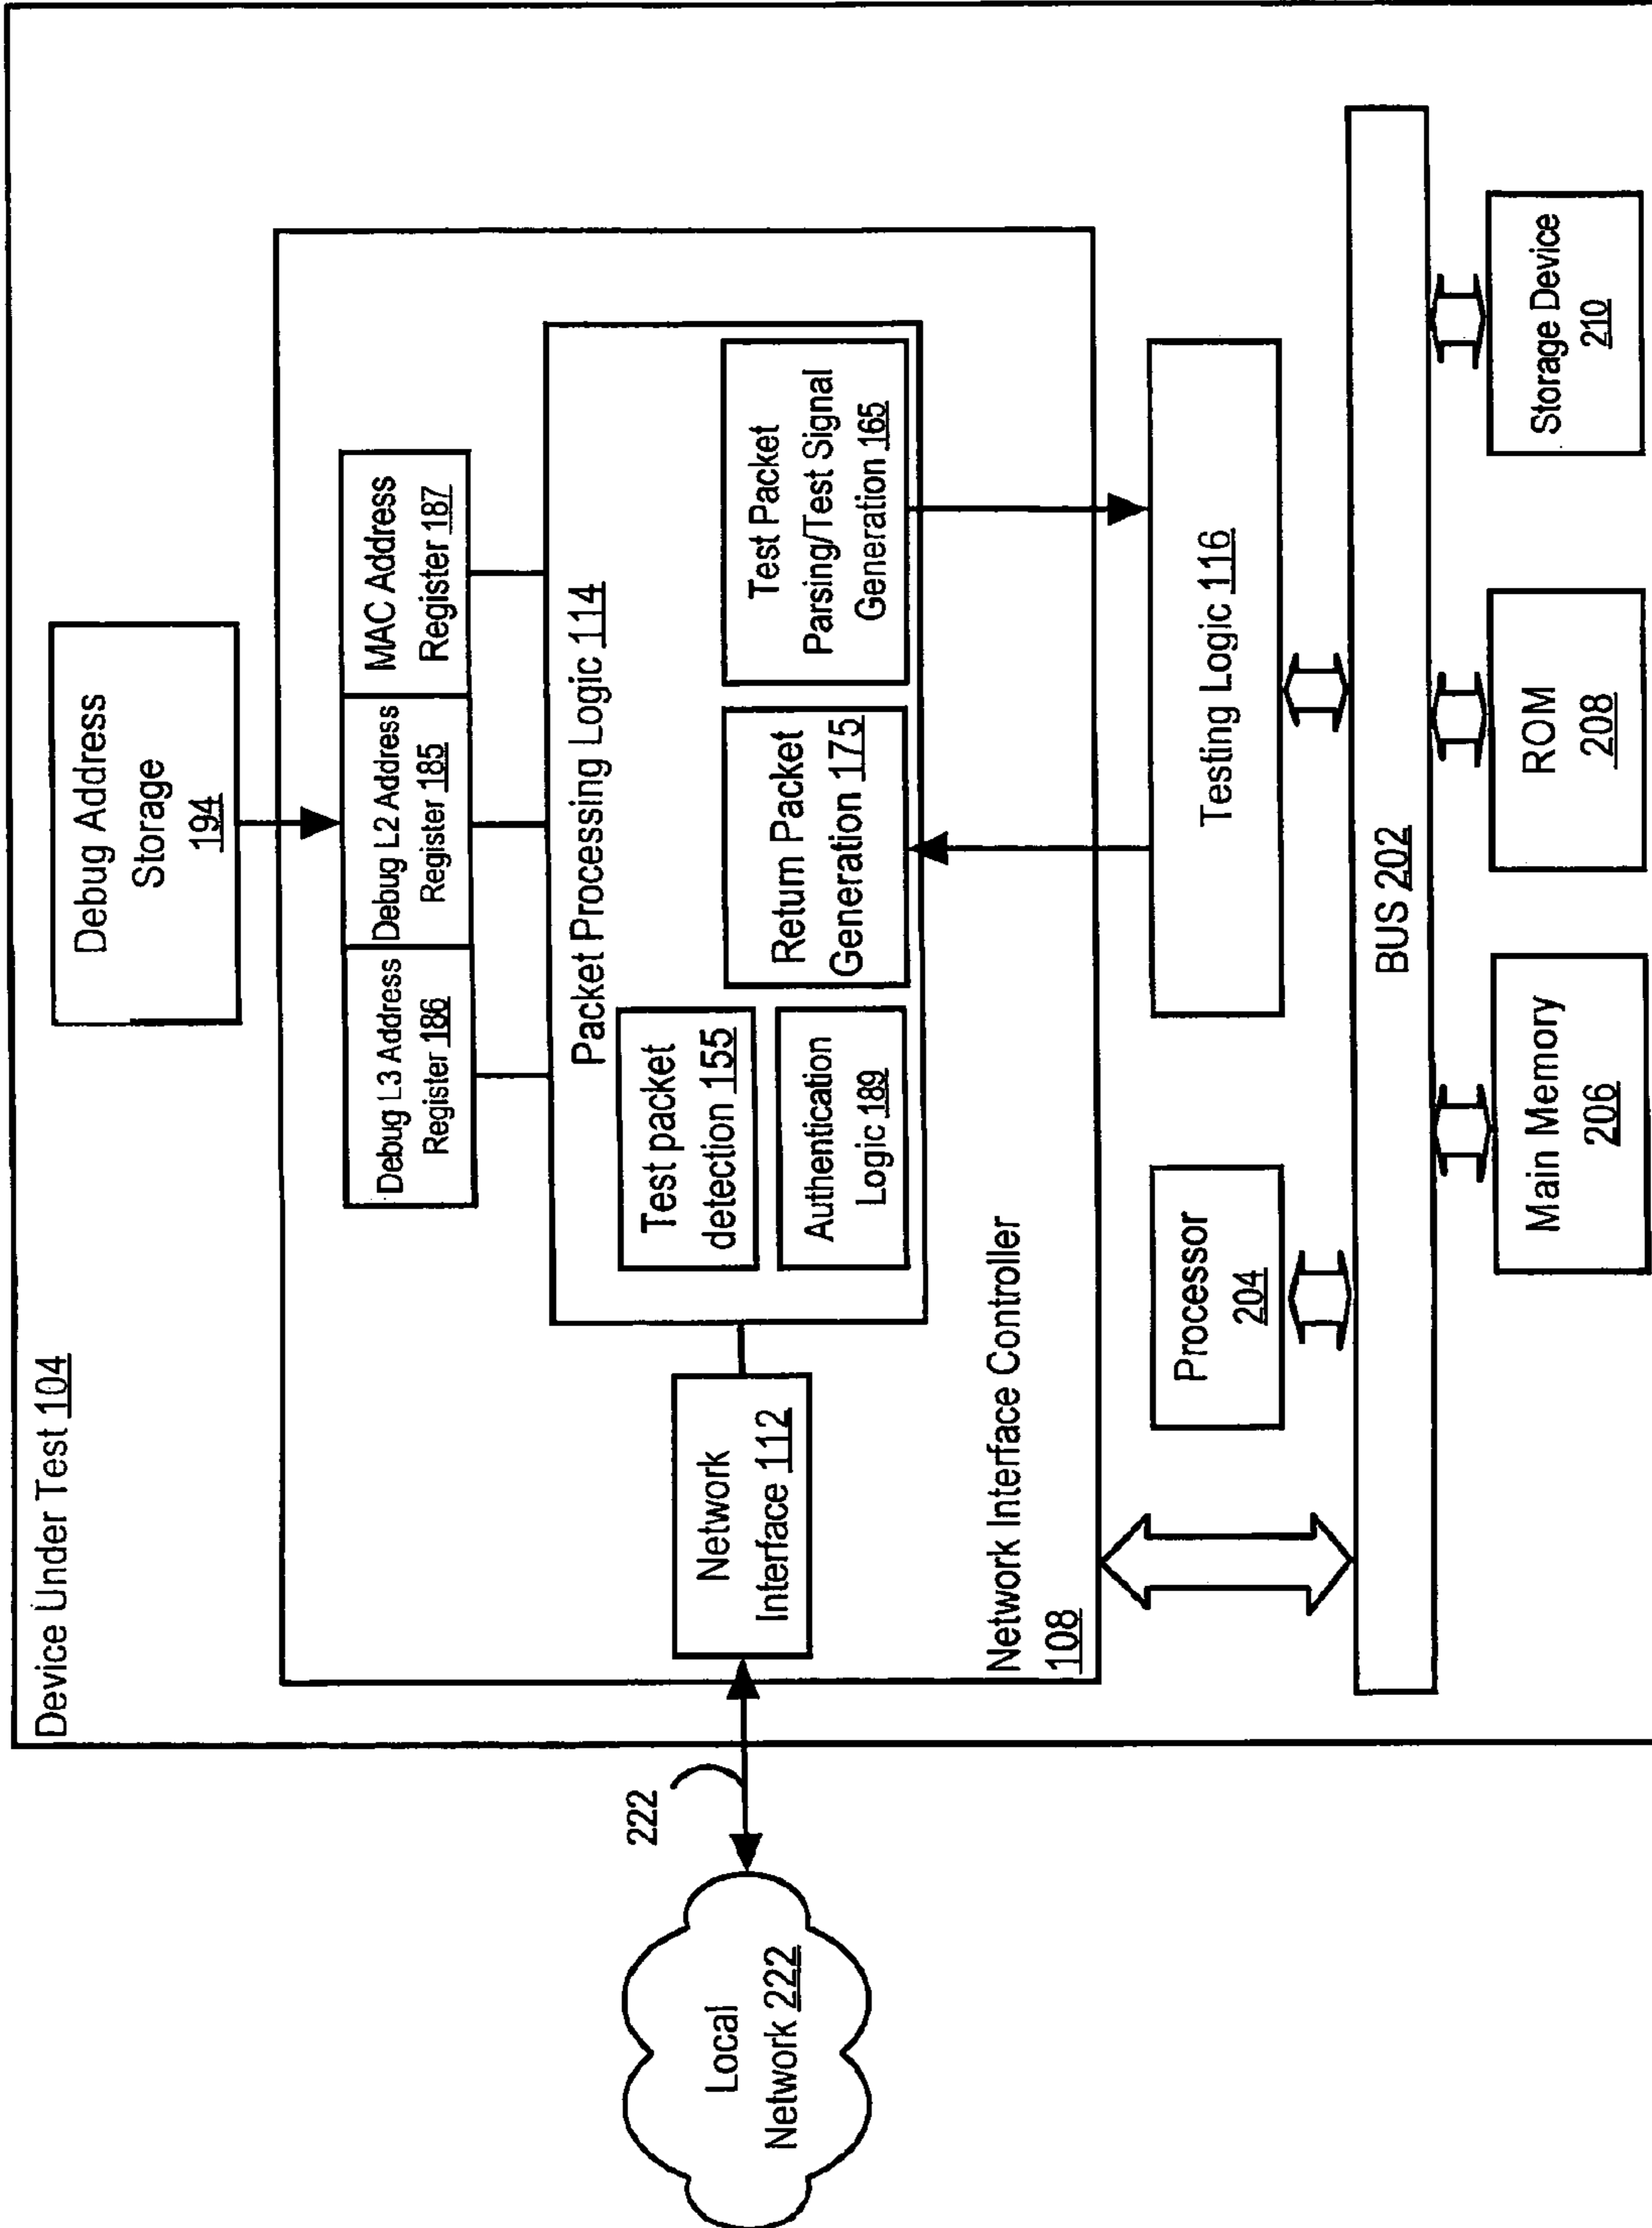 Device Under Test 104
Debug Address
Storage
194
Debug L3 Address
Register 186
Debug L2 Address
Register 185
MAC Address
Register 187
Packet Processing Logic 114
Test packet
detection 155
Authentication
Logic 189
Return Packet
Generation 175
Test Packet
Parsing/Test Signal
Generation 165
Network
Interface 112
Network Interface Controller
108
222
Local
Network 222
Processor
204
Testing Logic 116
BUS 202
Main Memory
206
ROM
208
Storage Device
210